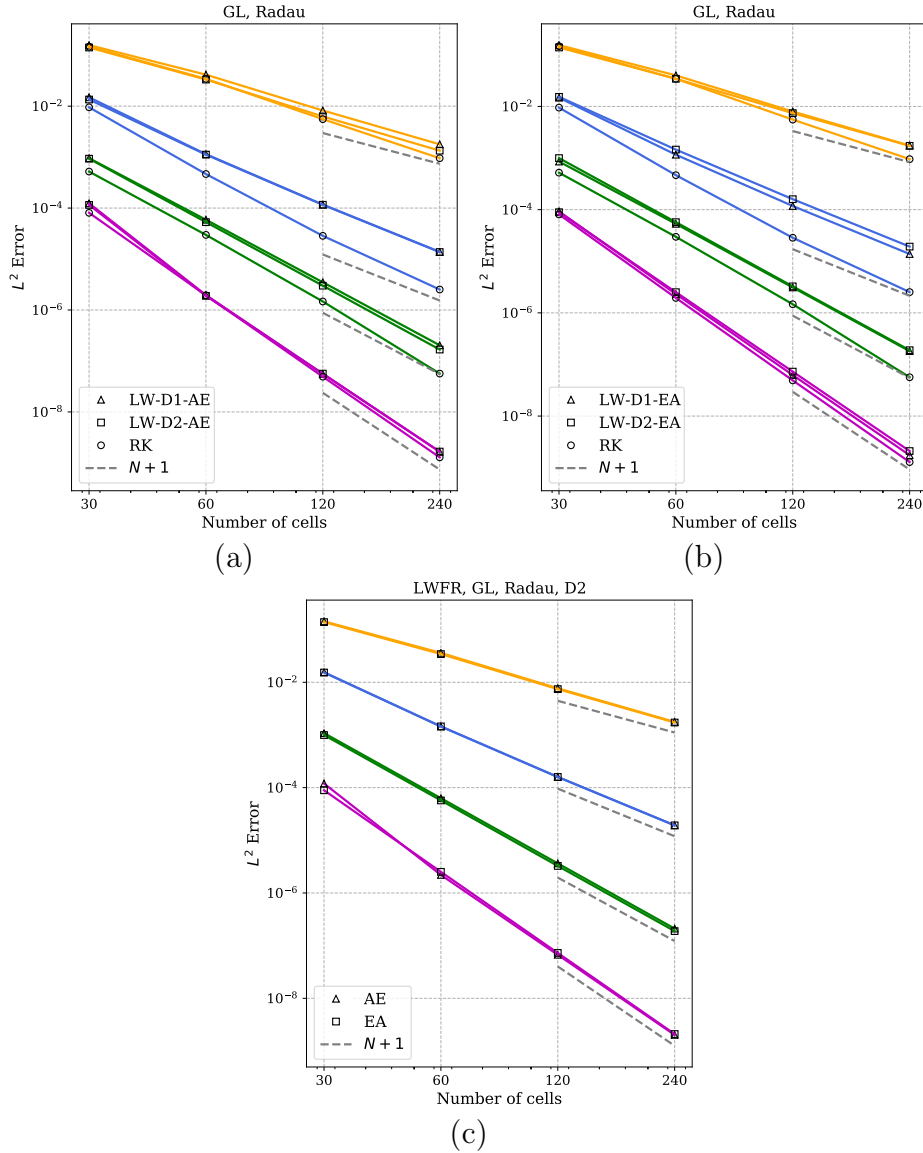 GL, Radau
L² Error
10⁻²
10⁻⁴
10⁻⁶
10⁻⁸
LW-D1-AE
LW-D2-AE
RK
N + 1
30
60
120
240
Number of cells
(a)
GL, Radau
L² Error
10⁻²
10⁻⁴
10⁻⁶
10⁻⁸
LW-D1-EA
LW-D2-EA
RK
N + 1
30
60
120
240
Number of cells
(b)
LWFR, GL, Radau, D2
L² Error
10⁻²
10⁻⁴
10⁻⁶
10⁻⁸
AE
EA
N + 1
30
60
120
240
Number of cells
(c)